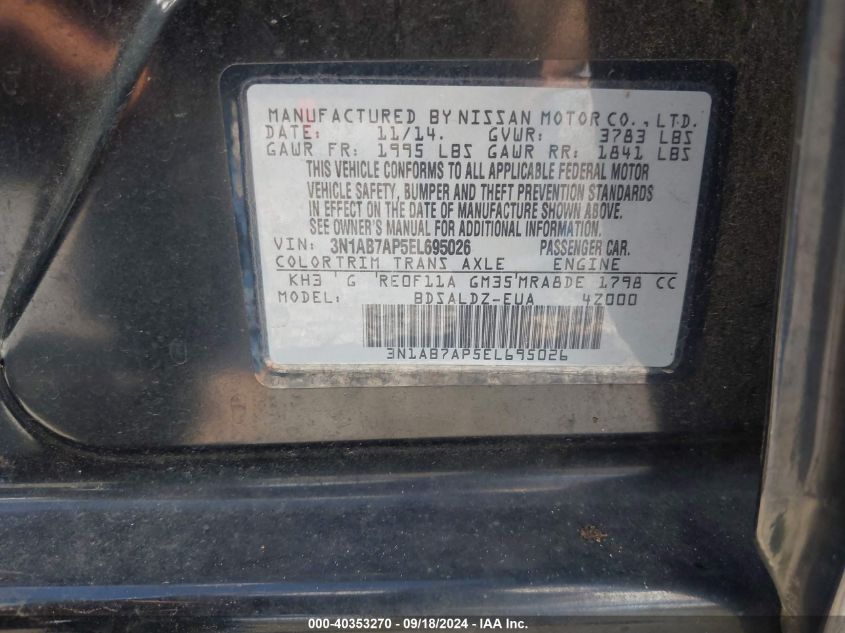 MANUFACTURED BY NISSAN MOTOR CO., LTD.
DATE: 11/14. GVWR: 3783 LBS
GAWR FR: 1995 LBS GAWR RR: 1841 LBS
THIS VEHICLE CONFORMS TO ALL APPLICABLE FEDERAL MOTOR
VEHICLE SAFETY, BUMPER AND THEFT PREVENTION STANDARDS
IN EFFECT ON THE DATE OF MANUFACTURE SHOWN ABOVE.
SEE OWNER'S MANUAL FOR ADDITIONAL INFORMATION.
VIN: 3N1AB7AP5EL695026 PASSENGER CAR.
COLORTRIM TRANS AXLE ENGINE
KH3 G RE0F11A GM35 MRA8DE 1798 CC
MODEL: BDSALDZ-EUA 4Z000
3N1AB7AP5EL695026
000-40353270 - 09/18/2024 - IAA Inc.